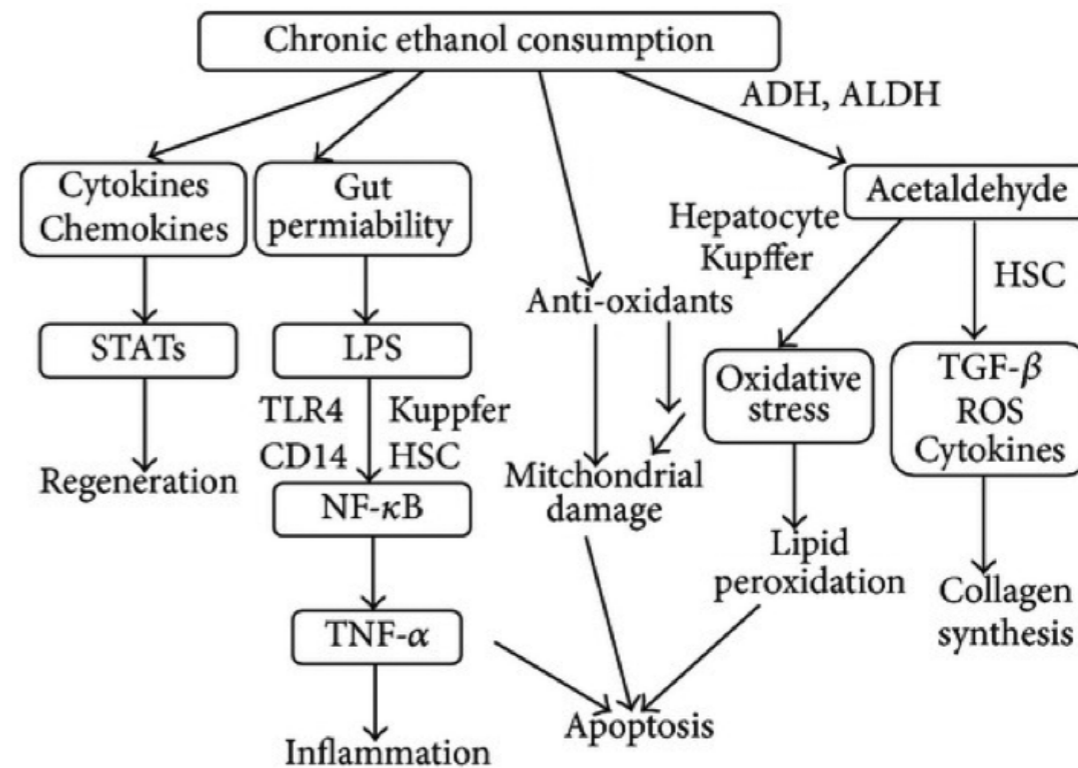 Chronic ethanol consumption
ADH, ALDH
Cytokines
Chemokines
Gut
permiability
Acetaldehyde
Hepatocyte
Kupffer
HSC
Anti-oxidants
STATs
LPS
Oxidative
stress
TGF-β
ROS
Cytokines
TLR4
Kuppfer
CD14
HSC
Regeneration
Mitchondrial
damage
NF-κB
Lipid
peroxidation
Collagen
synthesis
TNF-α
Apoptosis
Inflammation